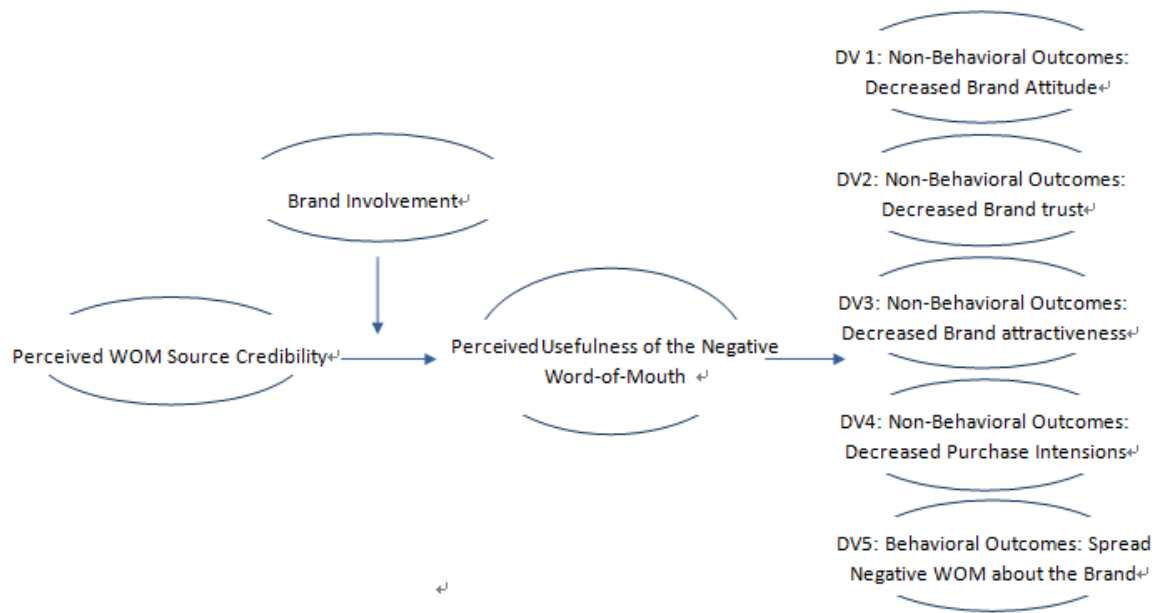 DV 1: Non-Behavioral Outcomes:
Decreased Brand Attitude↵
DV2: Non-Behavioral Outcomes:
Decreased Brand trust↵
Brand Involvement↵
DV3: Non-Behavioral Outcomes:
Decreased Brand attractiveness↵
Perceived WOM Source Credibility↵
Perceived Usefulness of the Negative
Word-of-Mouth ↵
DV4: Non-Behavioral Outcomes:
Decreased Purchase Intensions↵
DV5: Behavioral Outcomes: Spread
Negative WOM about the Brand↵
↵